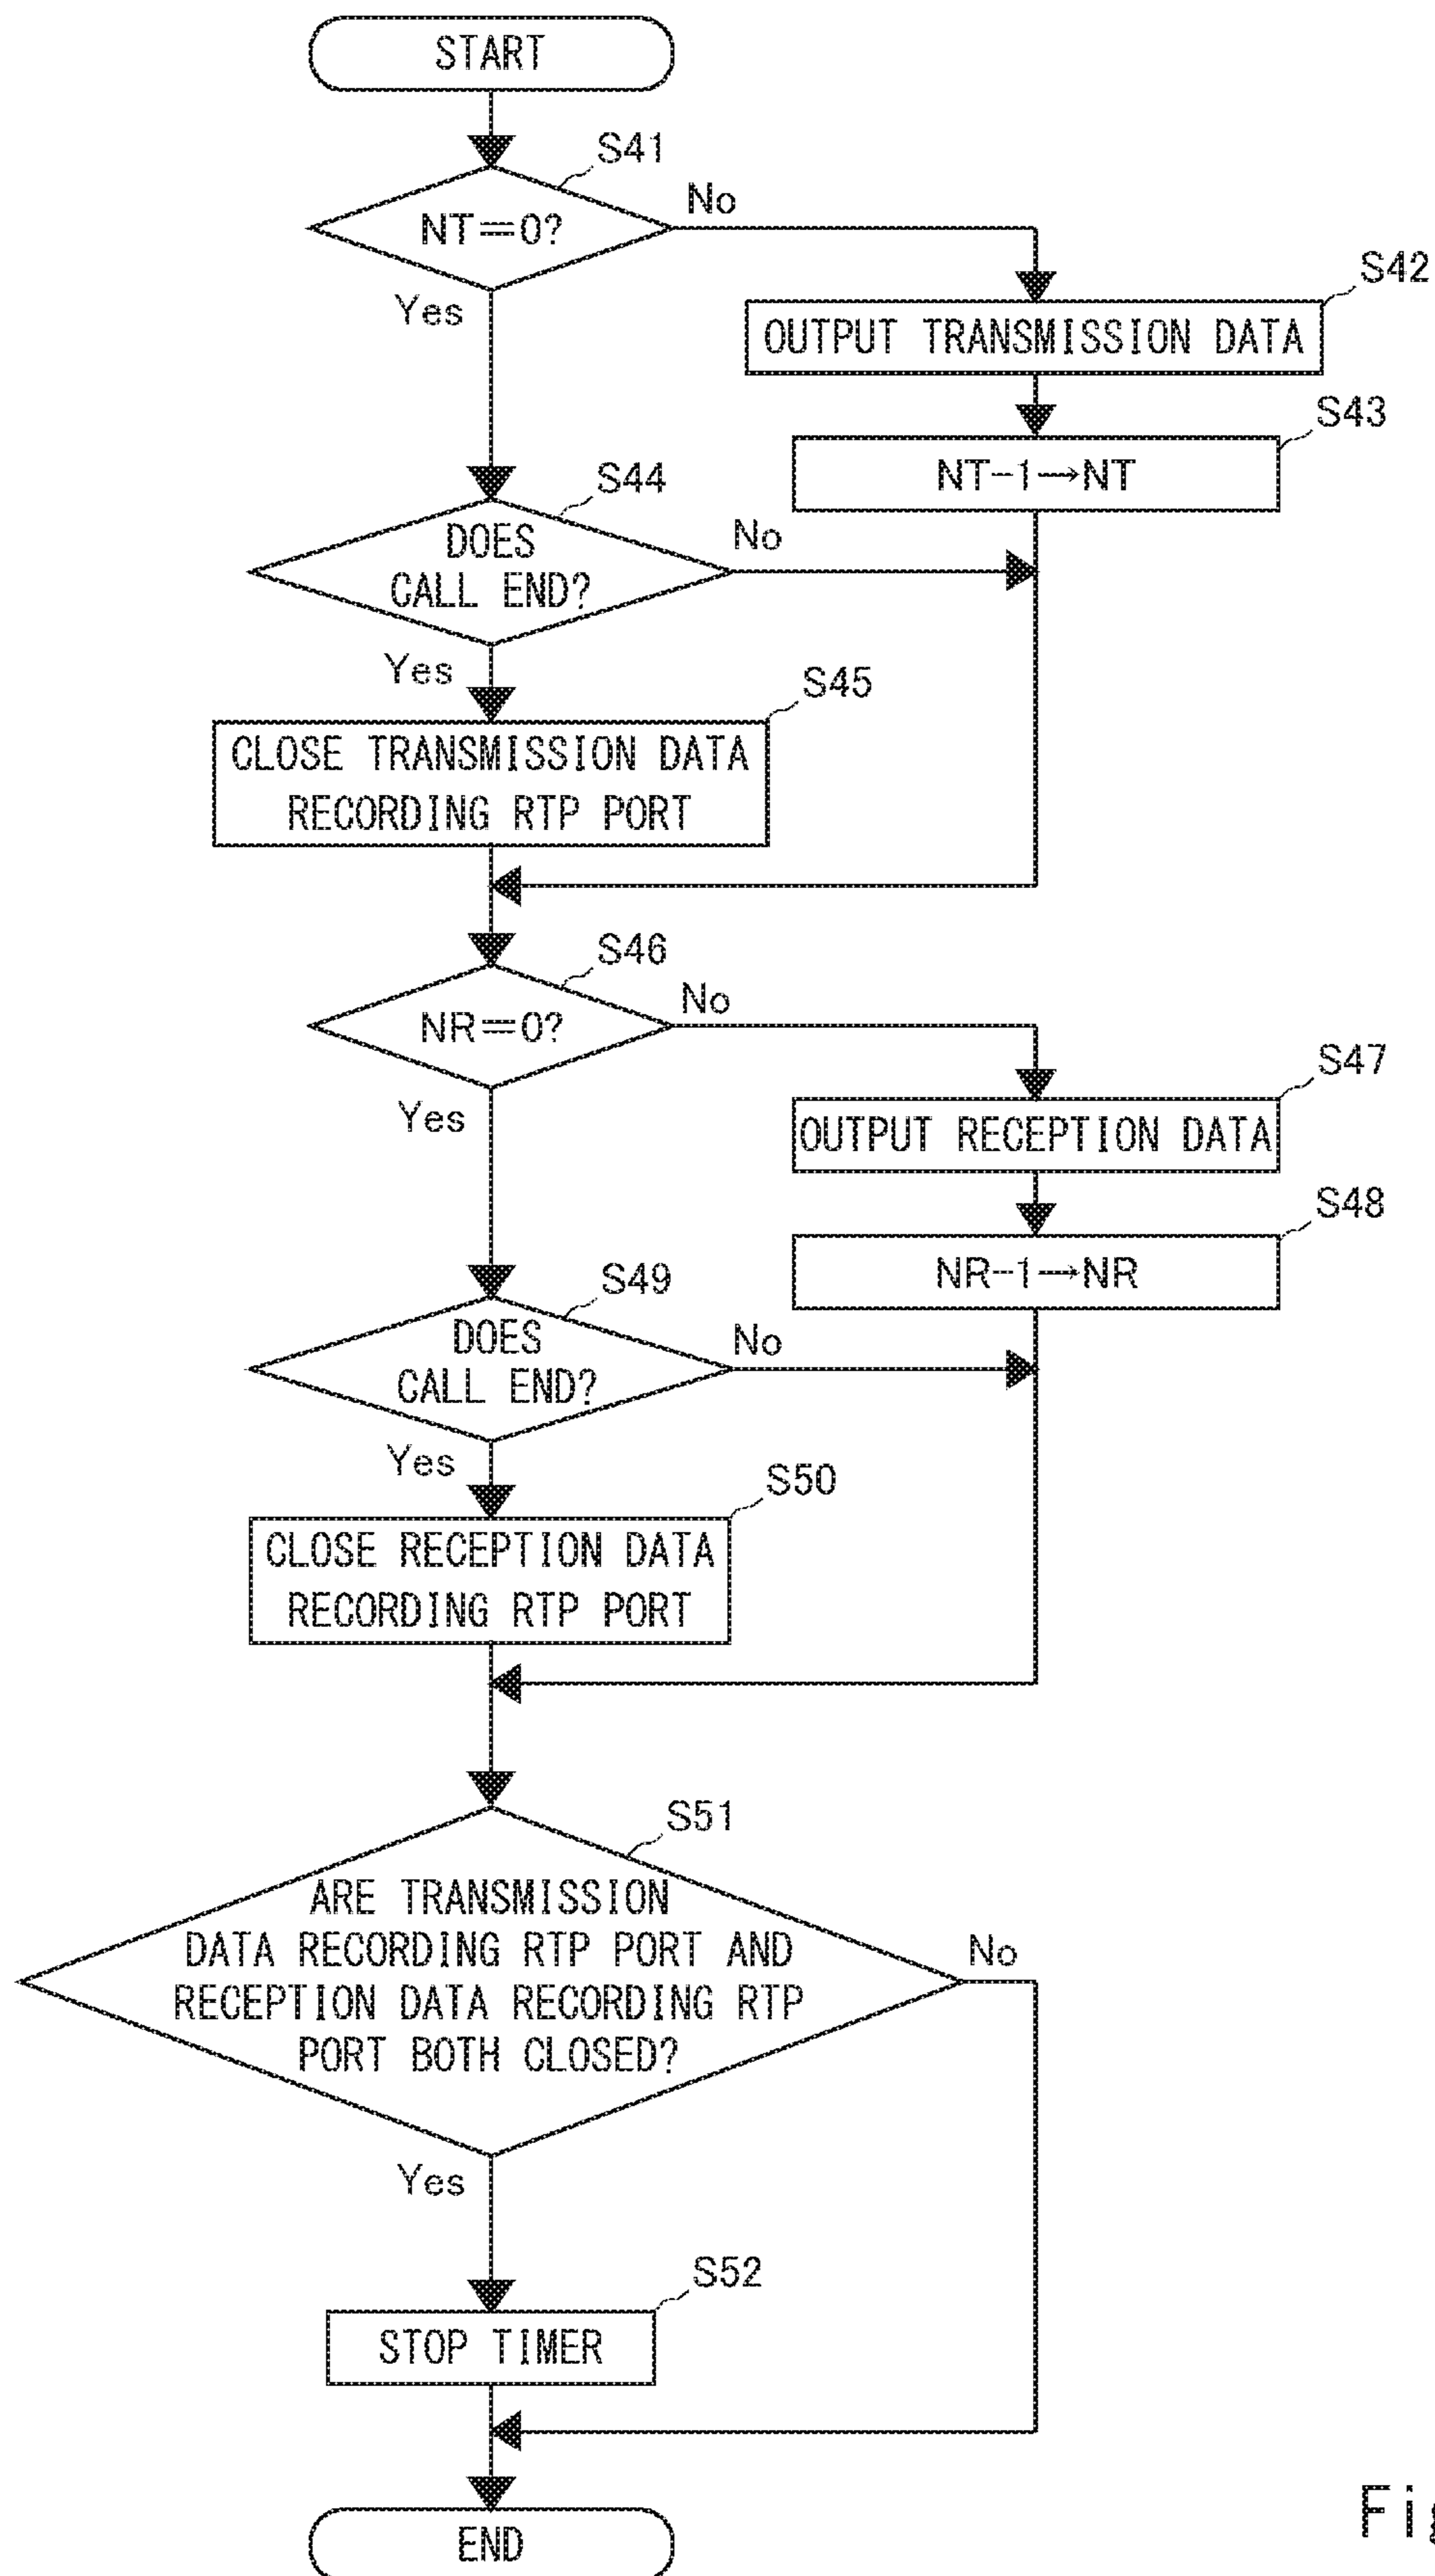 START
S41
NT=0?
No
Yes
S42
OUTPUT TRANSMISSION DATA
S43
NT-1→NT
S44
DOES
CALL END?
No
Yes
S45
CLOSE TRANSMISSION DATA
RECORDING RTP PORT
S46
NR=0?
No
Yes
S47
OUTPUT RECEPTION DATA
S48
NR-1→NR
S49
DOES
CALL END?
No
Yes
S50
CLOSE RECEPTION DATA
RECORDING RTP PORT
S51
ARE TRANSMISSION
DATA RECORDING RTP PORT AND
RECEPTION DATA RECORDING RTP
PORT BOTH CLOSED?
No
Yes
S52
STOP TIMER
END